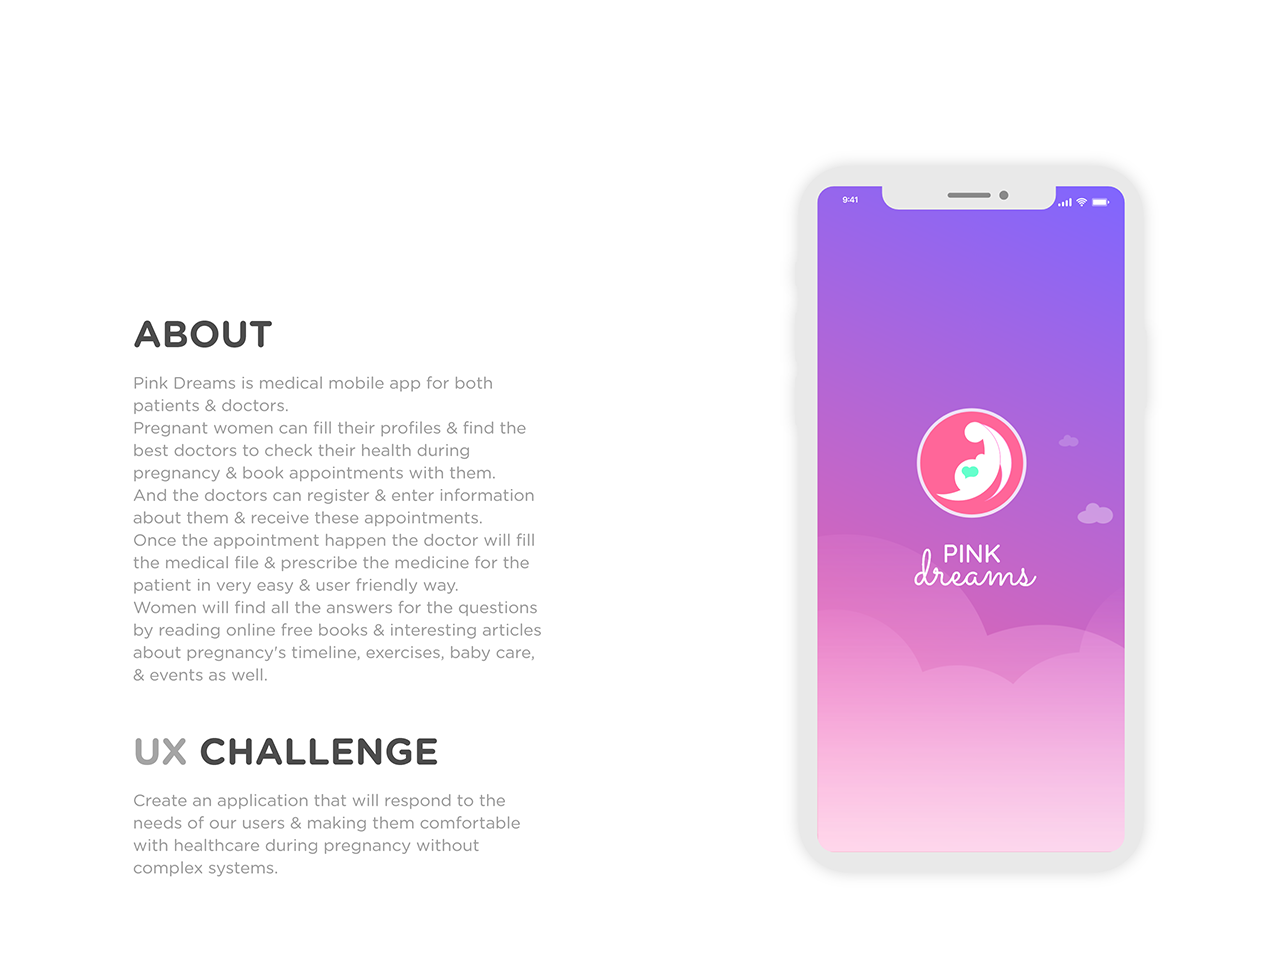 ABOUT
Pink Dreams is medical mobile app for both
patients & doctors.
Pregnant women can fill their profiles & find the
best doctors to check their health during
pregnancy & book appointments with them.
And the doctors can register & enter information
about them & receive these appointments.
Once the appointment happen the doctor will fill
the medical file & prescribe the medicine for the
patient in very easy & user friendly way.
Women will find all the answers for the questions
by reading online free books & interesting articles
about pregnancy's timeline, exercises, baby care,
& events as well.
UX CHALLENGE
Create an application that will respond to the
needs of our users & making them comfortable
with healthcare during pregnancy without
complex systems.
9:41
PINK
dreams